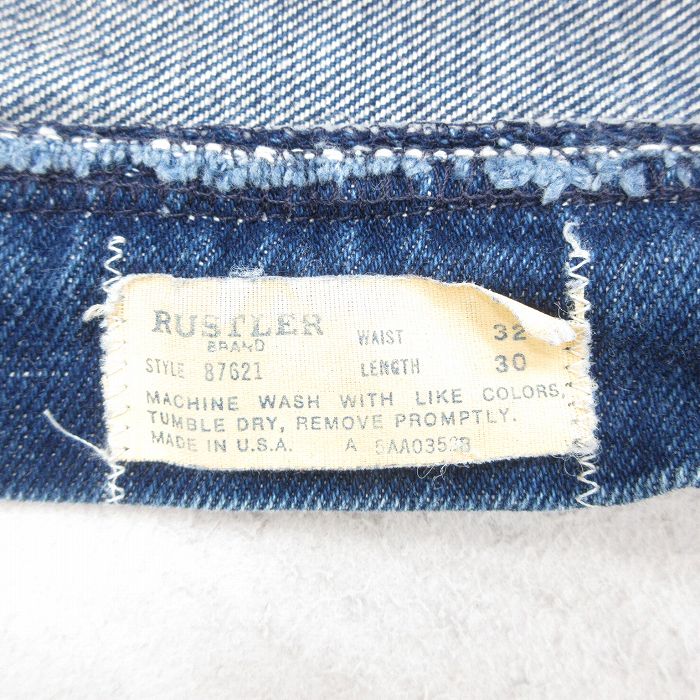 RUSTLER WAIST 32
BRAND
STYLE 87621 LENGTH 30
MACHINE WASH WITH LIKE COLORS,
TUMBLE DRY, REMOVE PROMPTLY.
MADE IN U.S.A. A